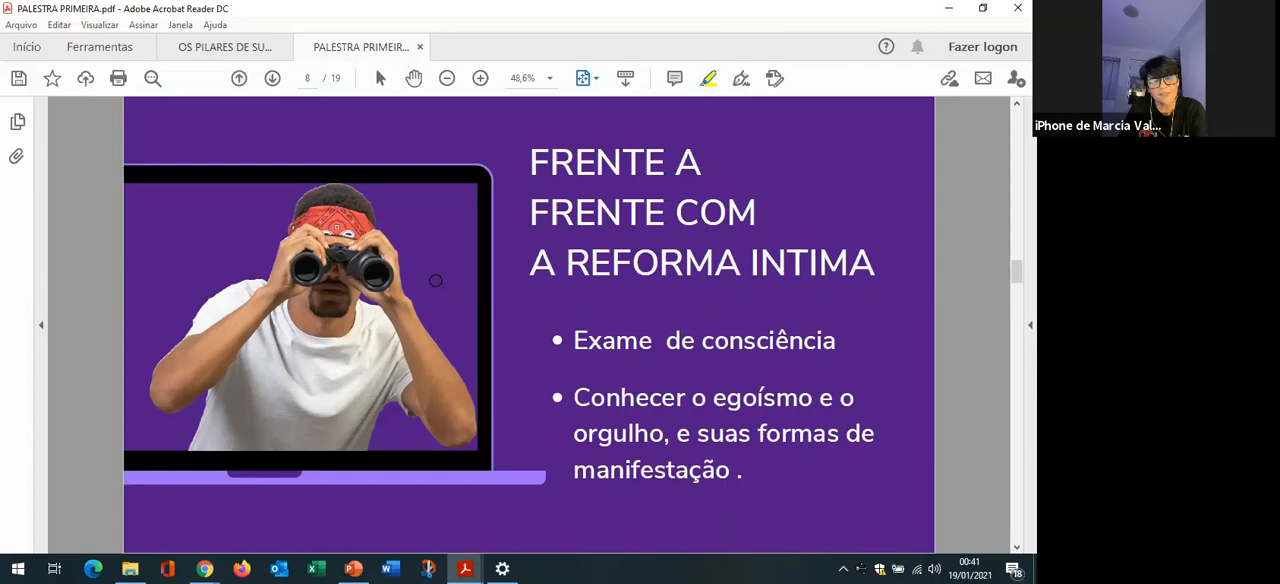 PALESTRA PRIMEIRA.pdf - Adobe Acrobat Reader DC
Arquivo Editar Visualizar Assinar Janela Ajuda
Início Ferramentas OS PILARES DE SU... PALESTRA PRIMEIR... × Fazer logon
8 / 19 48,6%
iPhone de Marcia Val...
FRENTE A
FRENTE COM
A REFORMA INTIMA
• Exame de consciência
• Conhecer o egoísmo e o
orgulho, e suas formas de
manifestação .
00:41
19/01/2021
18